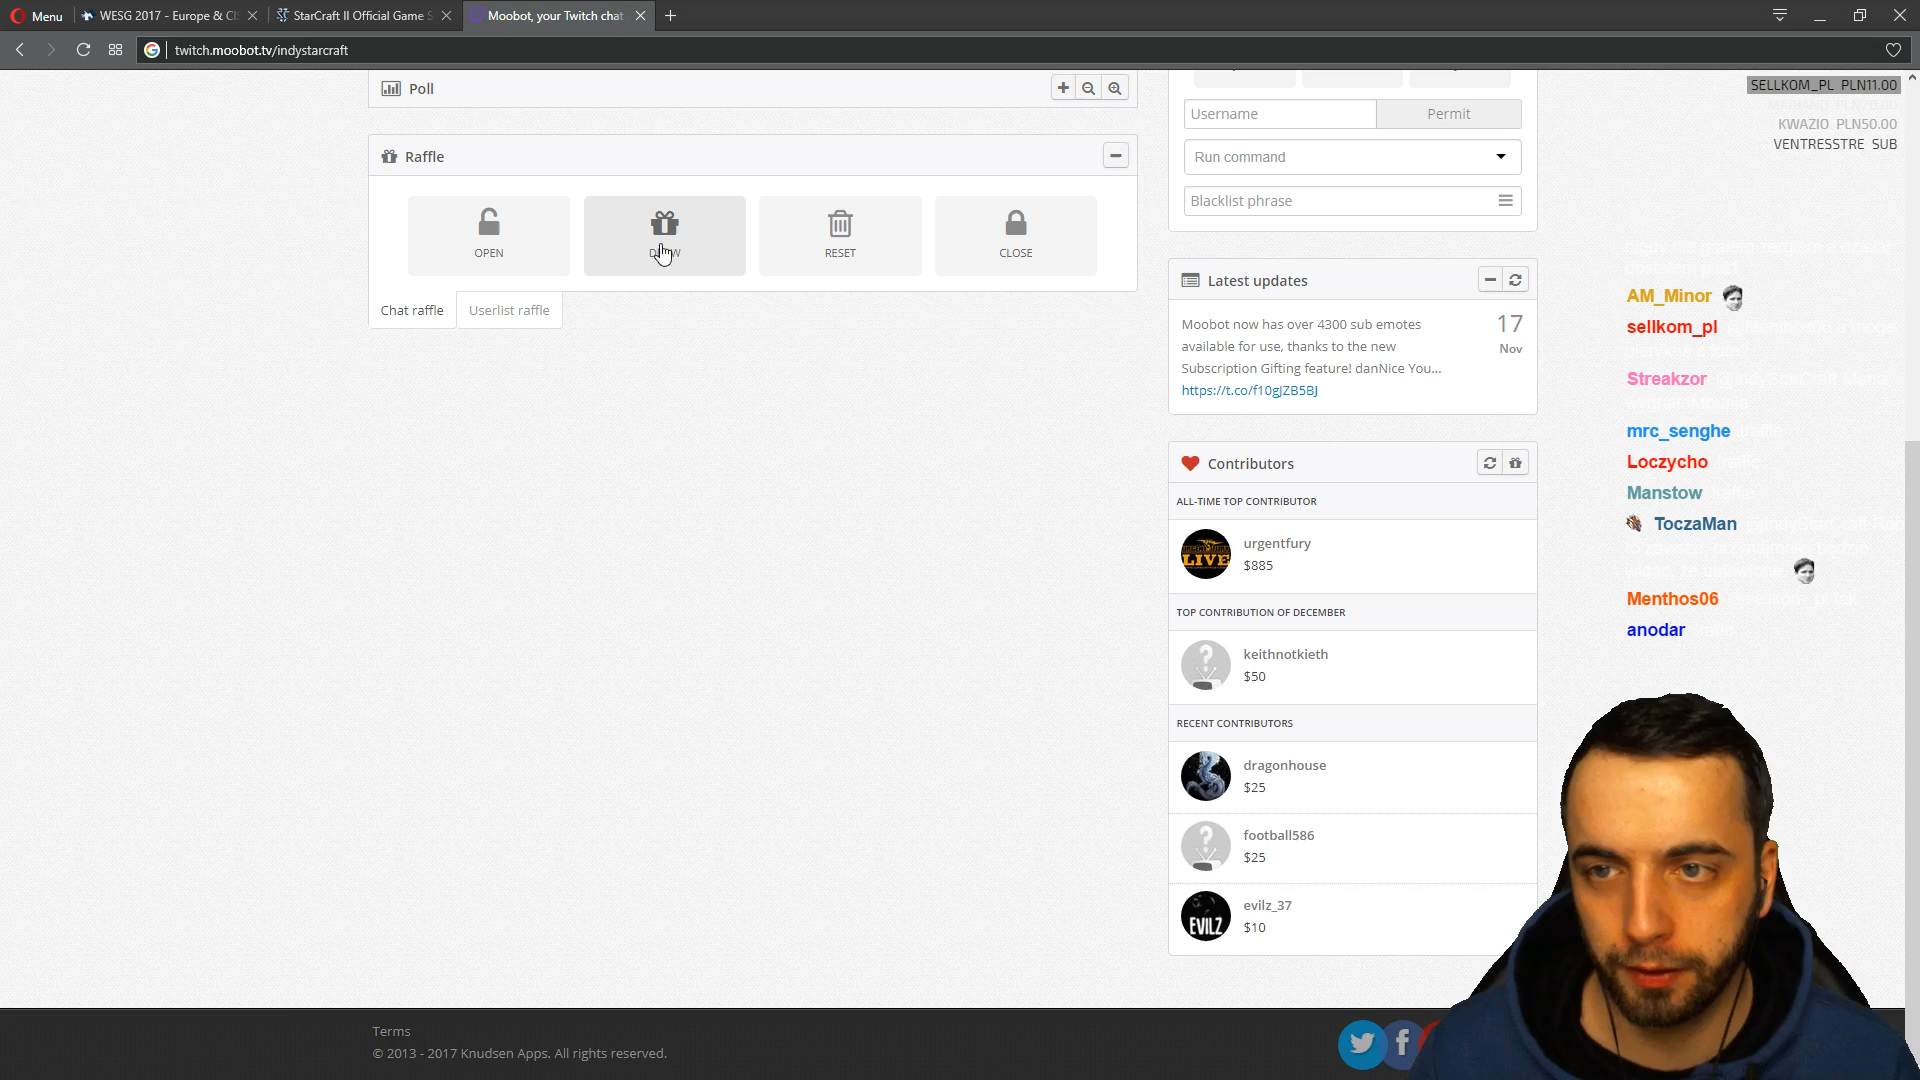 Menu
WESG 2017 - Europe & CI
StarCraft II Official Game S
Moobot, your Twitch chat
twitch.moobot.tv/indystarcraft
Poll
Raffle
OPEN
RESET
CLOSE
Chat raffle
Userlist raffle
Username
Permit
Run command
Blacklist phrase
Latest updates
Moobot now has over 4300 sub emotes
available for use, thanks to the new
Subscription Gifting feature! danNice You...
https://t.co/f10gJZB5BJ
17
Nov
Contributors
ALL-TIME TOP CONTRIBUTOR
urgentfury
$885
TOP CONTRIBUTION OF DECEMBER
keithnotkieth
$50
RECENT CONTRIBUTORS
dragonhouse
$25
football586
$25
EVILZ
evilz_37
$10
SELLKOM_PL PLN11.00
KWAZIO PLN50.00
VENTRESSTRE SUB
AM_Minor
sellkom_pl
Streakzor
mrc_senghe
Loczycho
Manstow
ToczaMan
Menthos06
anodar
Terms
© 2013 - 2017 Knudsen Apps. All rights reserved.